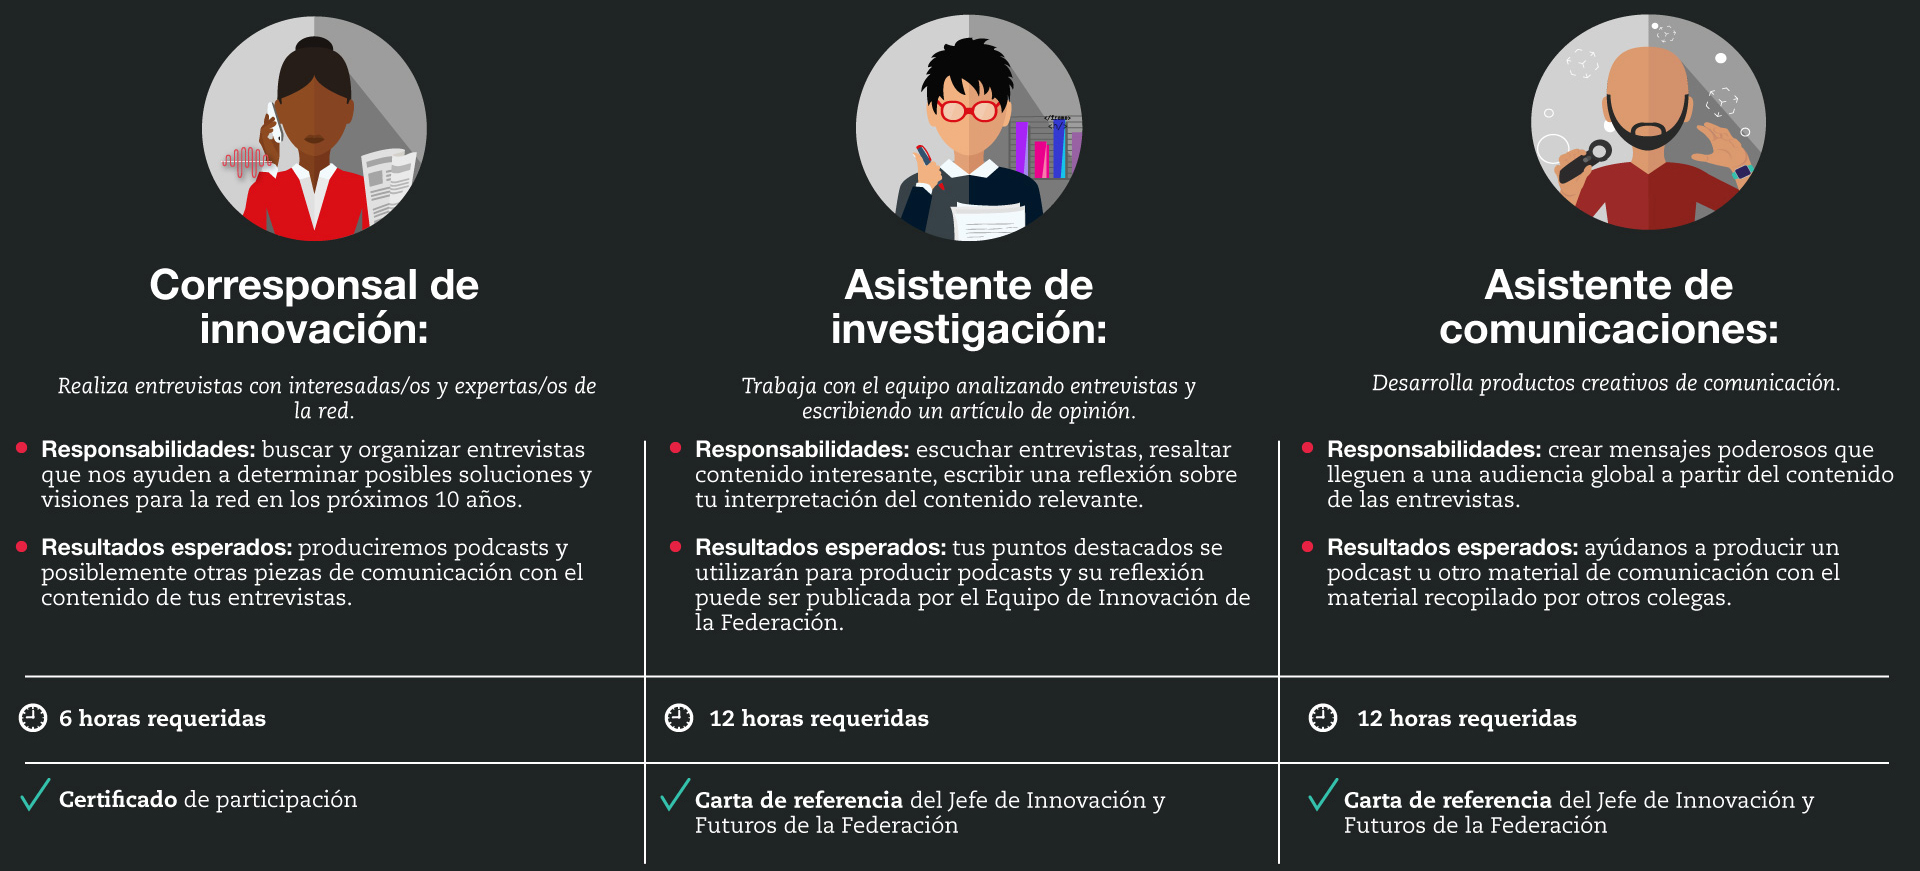 Corresponsal de
innovación:
Realiza entrevistas con interesadas/os y expertas/os de
la red.
Responsabilidades: buscar y organizar entrevistas
que nos ayuden a determinar posibles soluciones y
visiones para la red en los próximos 10 años.
Resultados esperados: produciremos podcasts y
posiblemente otras piezas de comunicación con el
contenido de tus entrevistas.
6 horas requeridas
Certificado de participación
Asistente de
investigación:
Trabaja con el equipo analizando entrevistas y
escribiendo un artículo de opinión.
Responsabilidades: escuchar entrevistas, resaltar
contenido interesante, escribir una reflexión sobre
tu interpretación del contenido relevante.
Resultados esperados: tus puntos destacados se
utilizarán para producir podcasts y su reflexión
puede ser publicada por el Equipo de Innovación de
la Federación.
12 horas requeridas
Carta de referencia del Jefe de Innovación y
Futuros de la Federación
Asistente de
comunicaciones:
Desarrolla productos creativos de comunicación.
Responsabilidades: crear mensajes poderosos que
lleguen a una audiencia global a partir del contenido
de las entrevistas.
Resultados esperados: ayúdanos a producir un
podcast u otro material de comunicación con el
material recopilado por otros colegas.
12 horas requeridas
Carta de referencia del Jefe de Innovación y
Futuros de la Federación